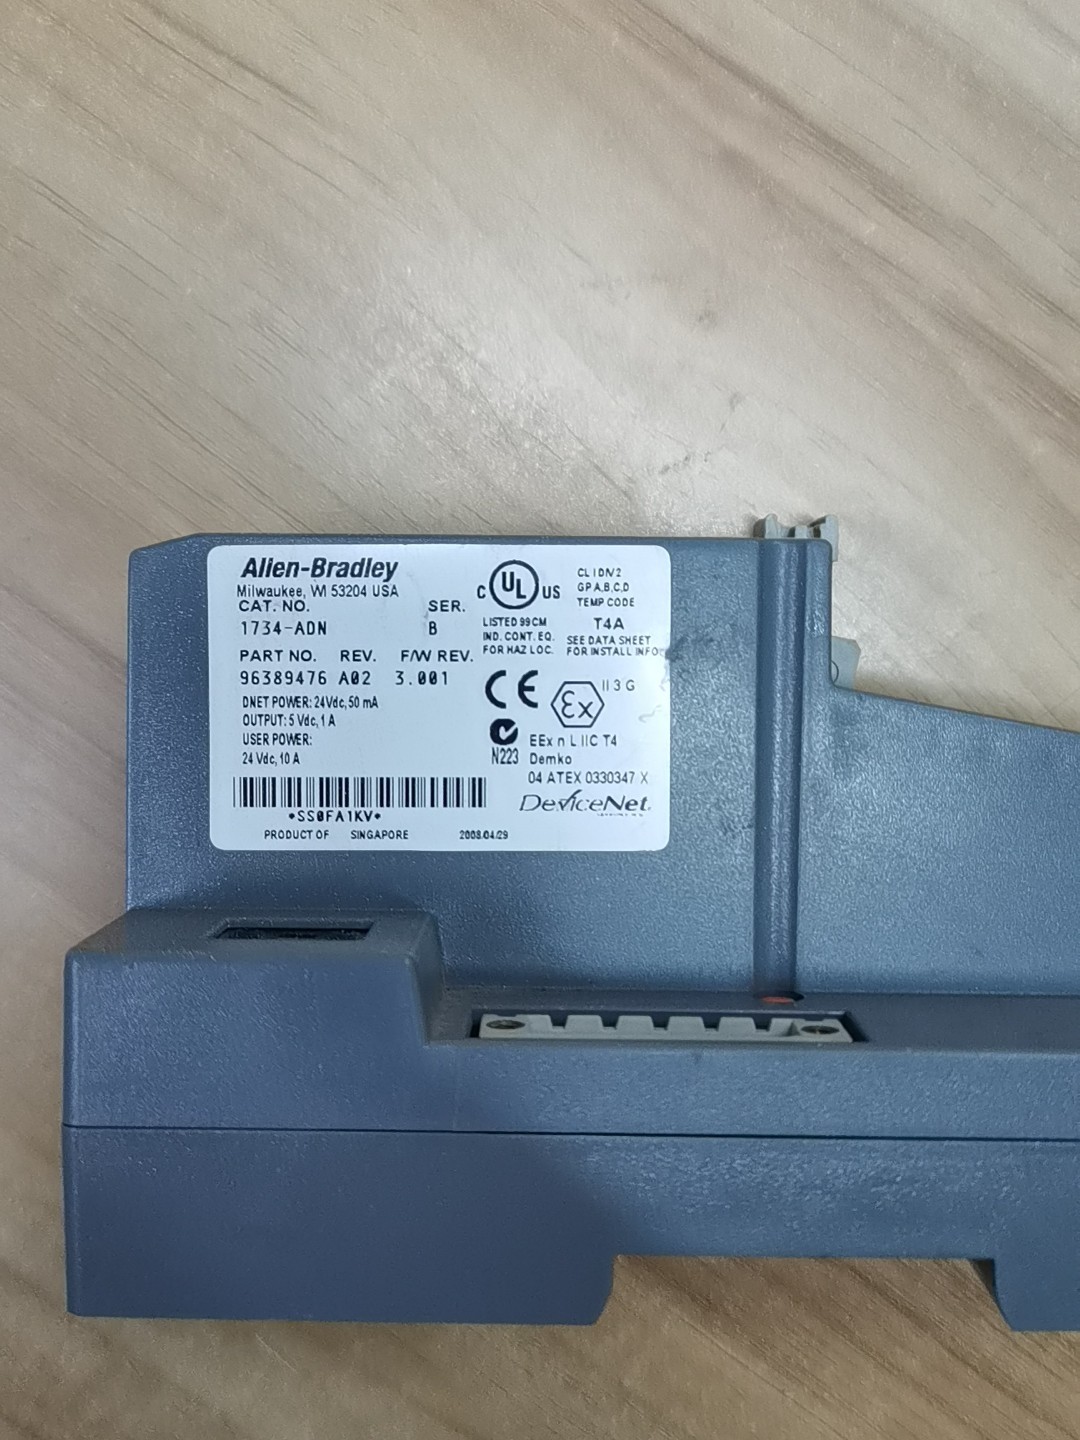 Allen-Bradley
Milwaukee, WI 53204 USA
CAT. NO. SER.
1734-ADN B
PART NO. REV. F/W REV.
96389476 A02 3.001
DNET POWER: 24Vdc, 50 mA
OUTPUT: 5 Vdc, 1 A
USER POWER:
24 Vdc, 10 A
*SS0FA1KV*
PRODUCT OF SINGAPORE 2008/04/29
C UL US
LISTED 99CM
IND. CONT. EQ.
FOR HAZ LOC.
CL I DIV 2
GP A,B,C,D
TEMP CODE
T4A
SEE DATA SHEET
FOR INSTALL INFO
CE
Ex II 3 G
N223
EEx n L IIC T4
Demko
04 ATEX 0330347 X
DeviceNet